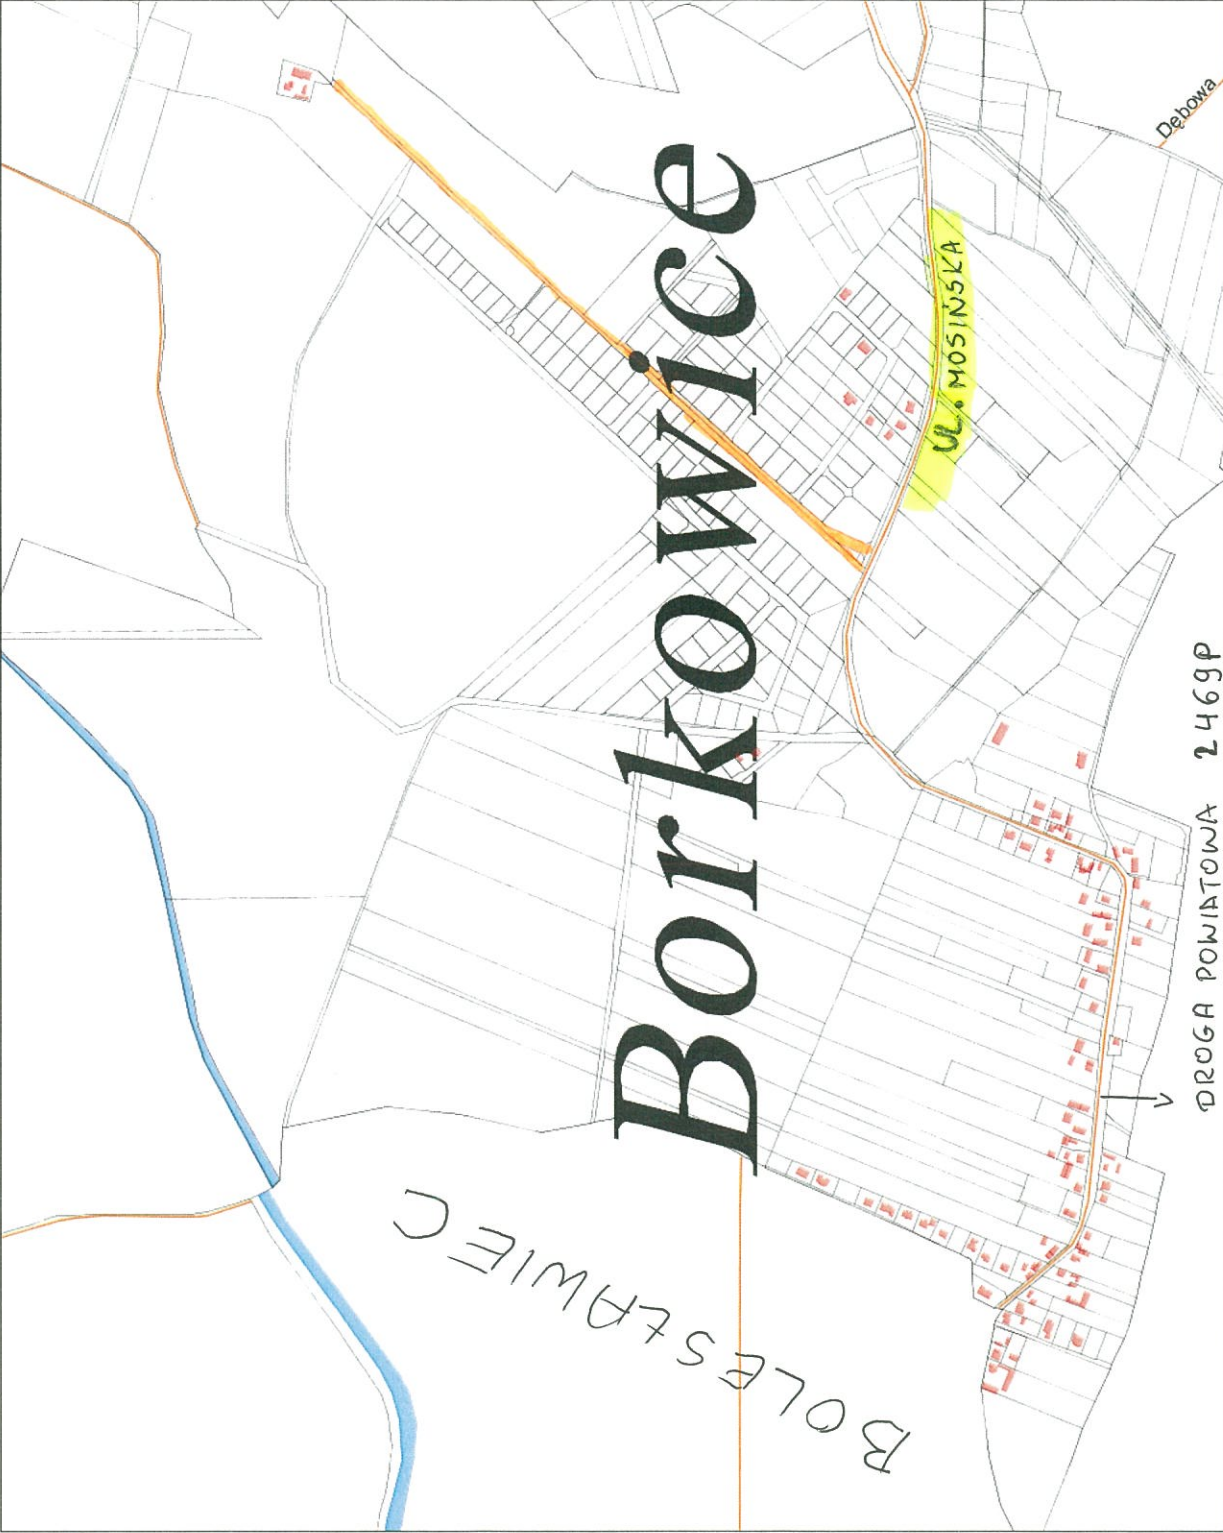 Borkowice
BOLESŁAWIEC
UL. MOSIŃSKA
Dębowa
DROGA POWIATOWA 2469P